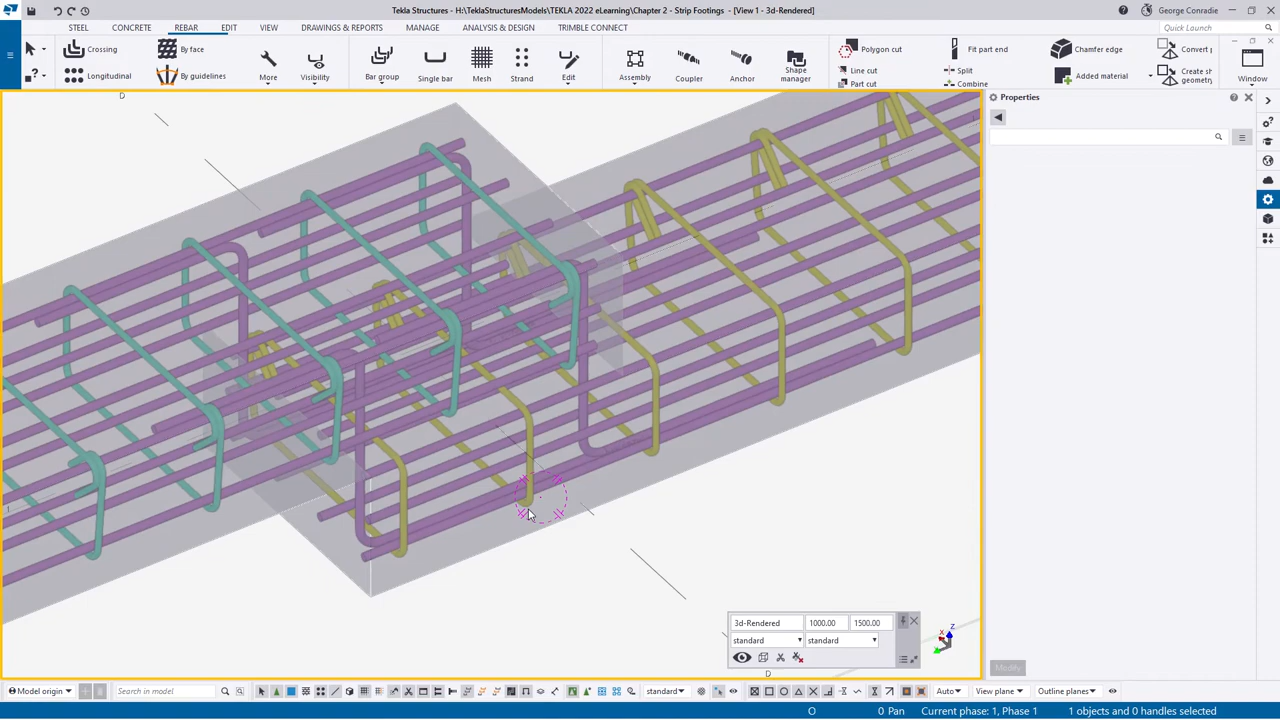 Tekla Structures - H:\TeklaStructuresModels\TEKLA 2022 eLearning\Chapter 2 - Strip Footings - [View 1 - 3d-Rendered]
George Conradie
STEEL CONCRETE REBAR EDIT VIEW DRAWINGS & REPORTS MANAGE ANALYSIS & DESIGN TRIMBLE CONNECT
Quick Launch
Crossing
By face
Longitudinal
By guidelines
More
Visibility
Bar group
Single bar
Mesh
Strand
Edit
Assembly
Coupler
Anchor
Shape manager
Polygon cut
Line cut
Part cut
Fit part end
Split
Combine
Chamfer edge
Added material
Convert
Create sh
geometry
Window
D
Properties
3d-Rendered 1000.00 1500.00
standard standard
D
Z
X
Modify
Model origin Search in model standard Auto View plane Outline planes
O 0 Pan Current phase: 1, Phase 1 1 objects and 0 handles selected